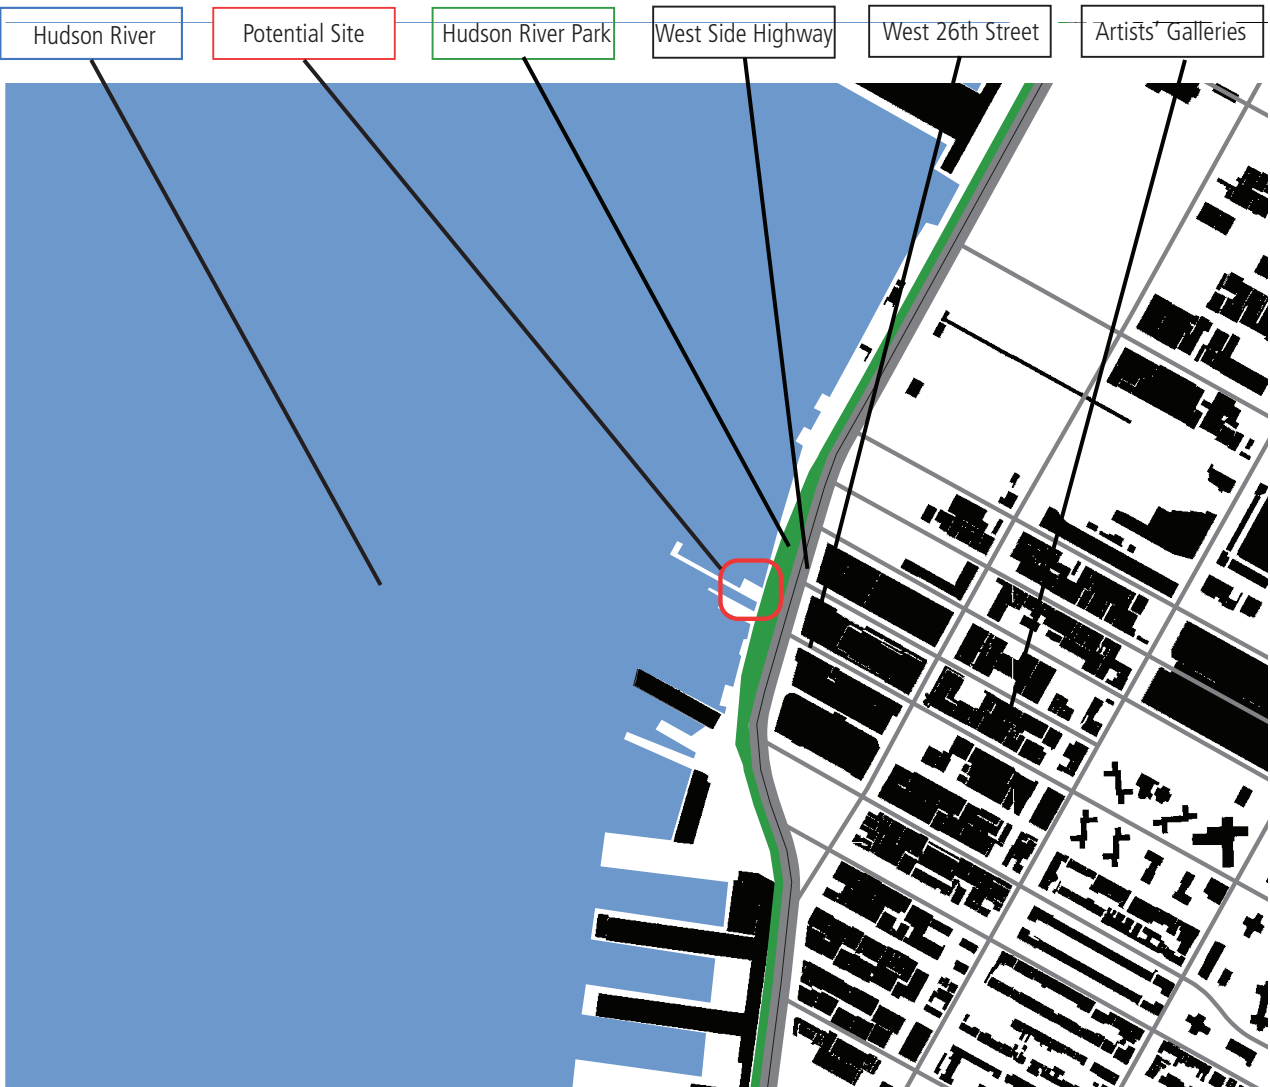 Hudson River
Potential Site
Hudson River Park
West Side Highway
West 26th Street
Artists’ Galleries